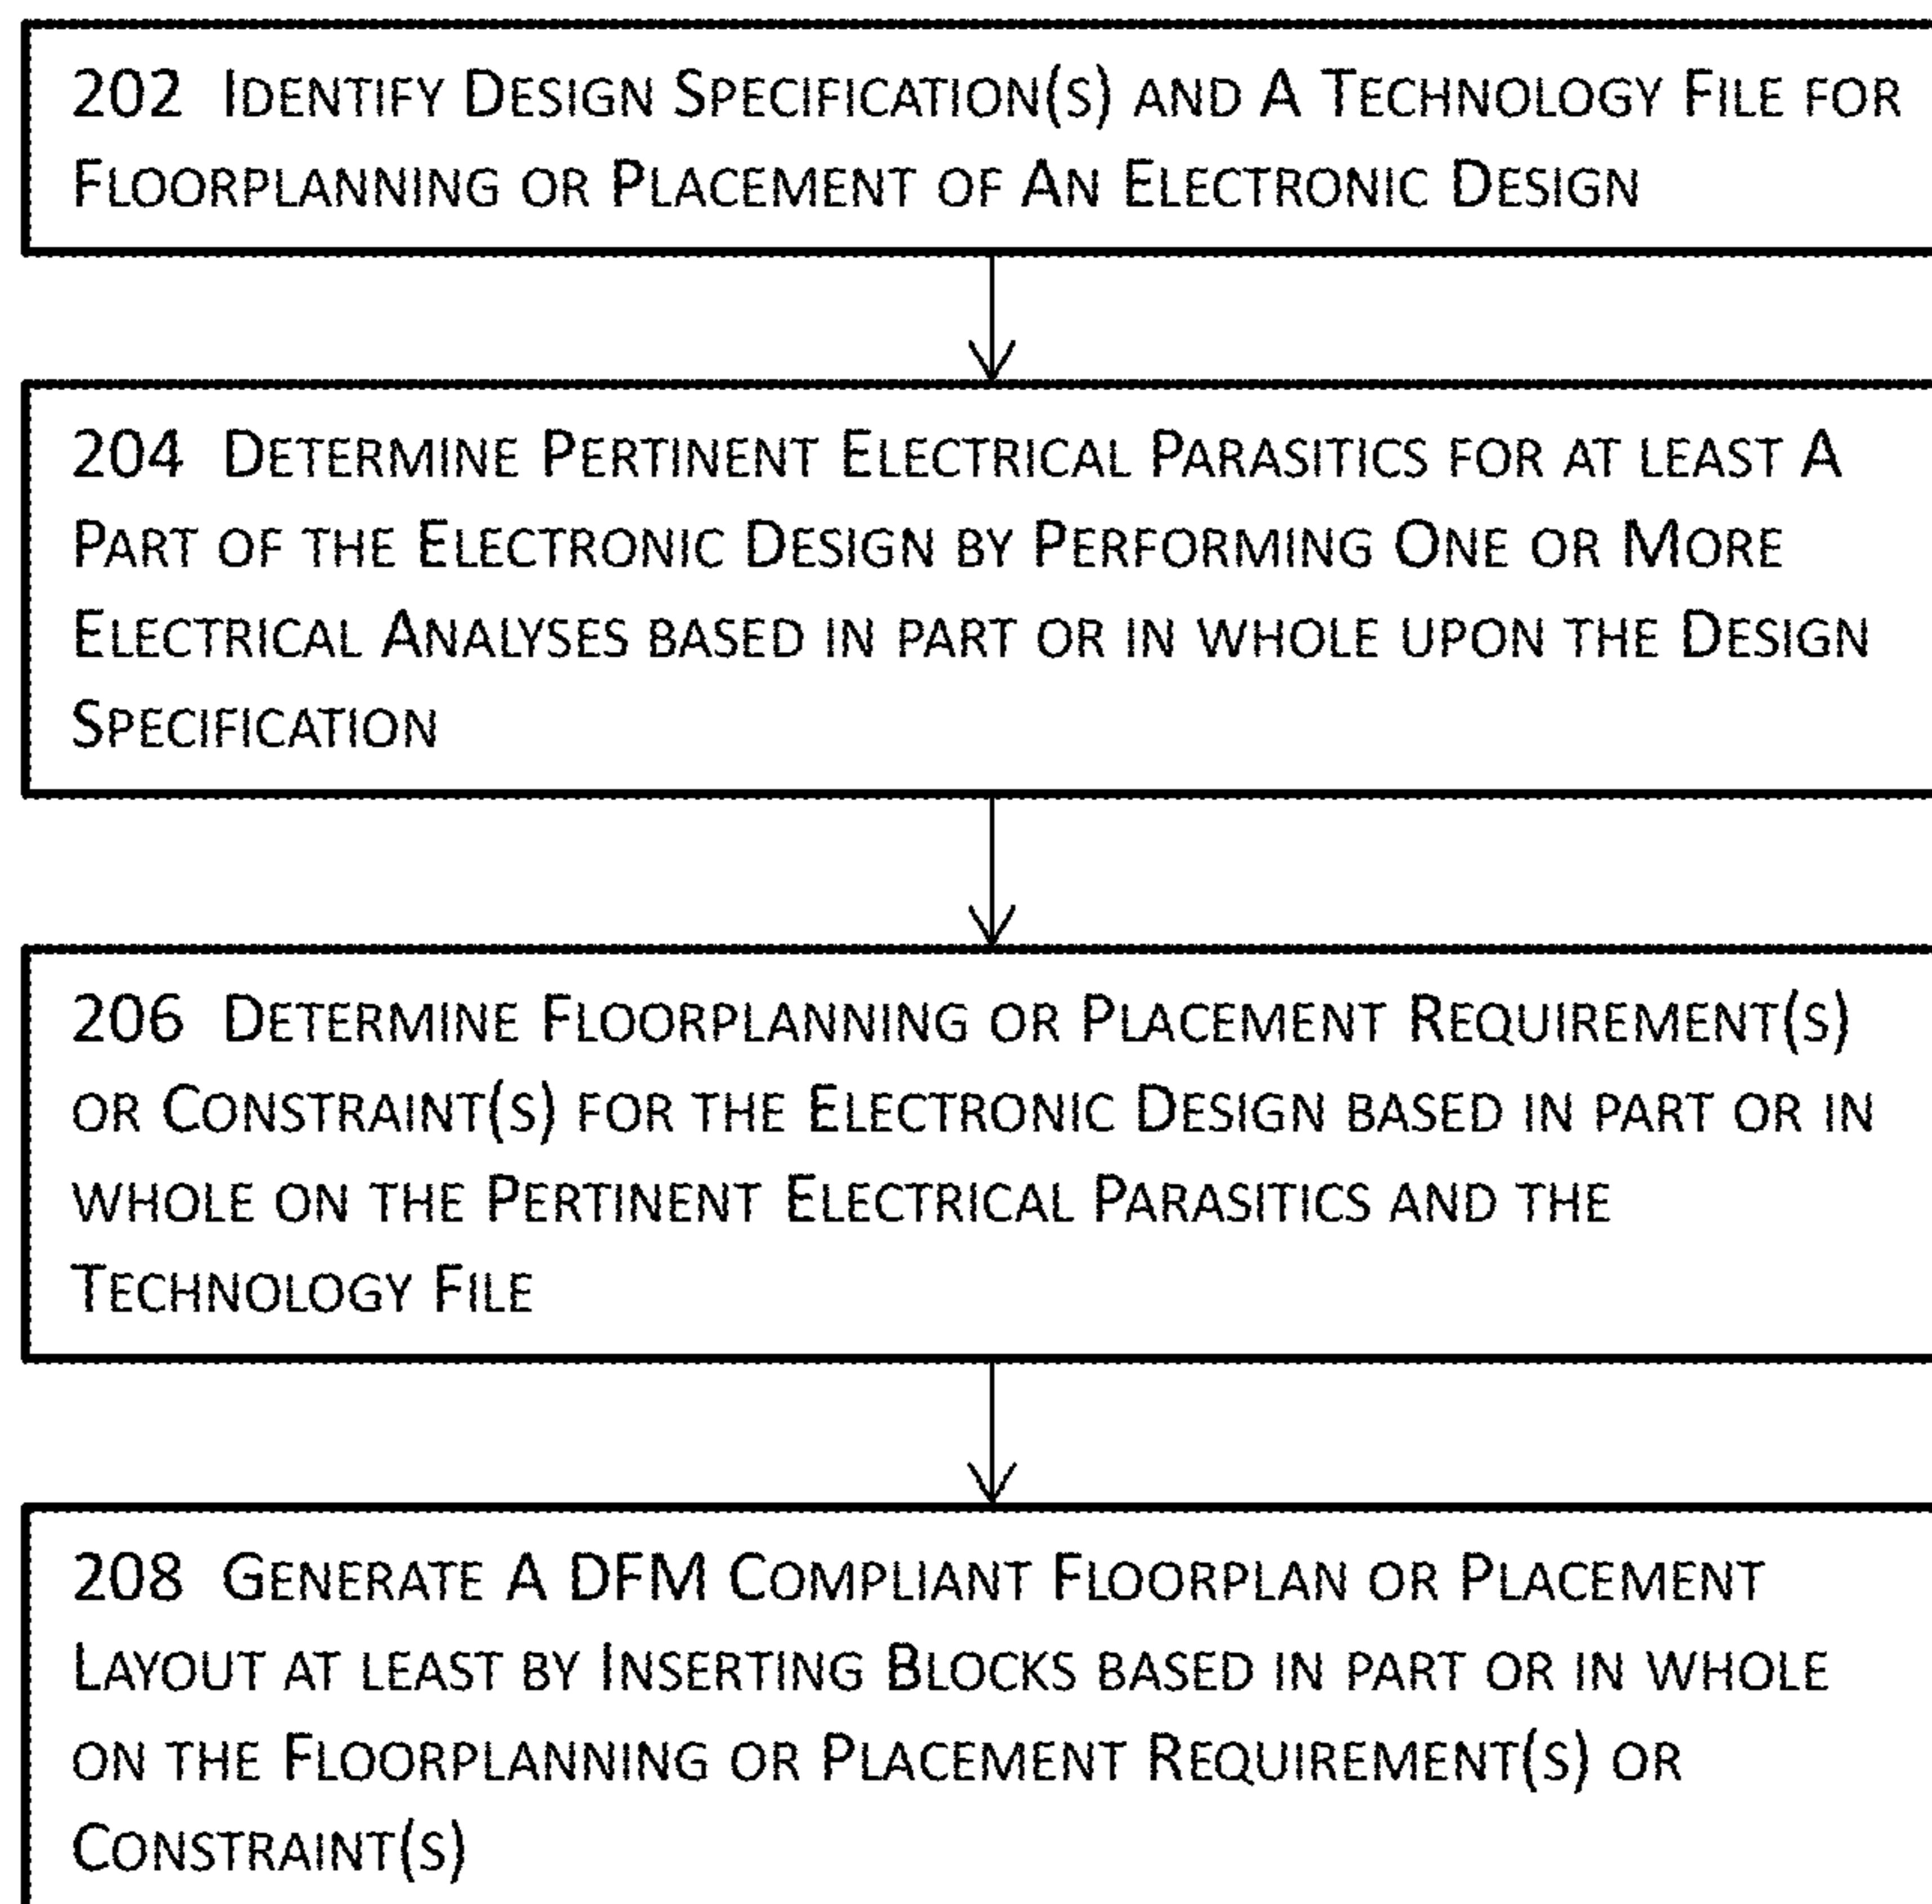 202 Identify Design Specification(s) and A Technology File for
Floorplanning or Placement of An Electronic Design
204 Determine Pertinent Electrical Parasitics for at least A
Part of the Electronic Design by Performing One or More
Electrical Analyses based in part or in whole upon the Design
Specification
206 Determine Floorplanning or Placement Requirement(s)
or Constraint(s) for the Electronic Design based in part or in
whole on the Pertinent Electrical Parasitics and the
Technology File
208 Generate A DFM Compliant Floorplan or Placement
Layout at least by Inserting Blocks based in part or in whole
on the Floorplanning or Placement Requirement(s) or
Constraint(s)